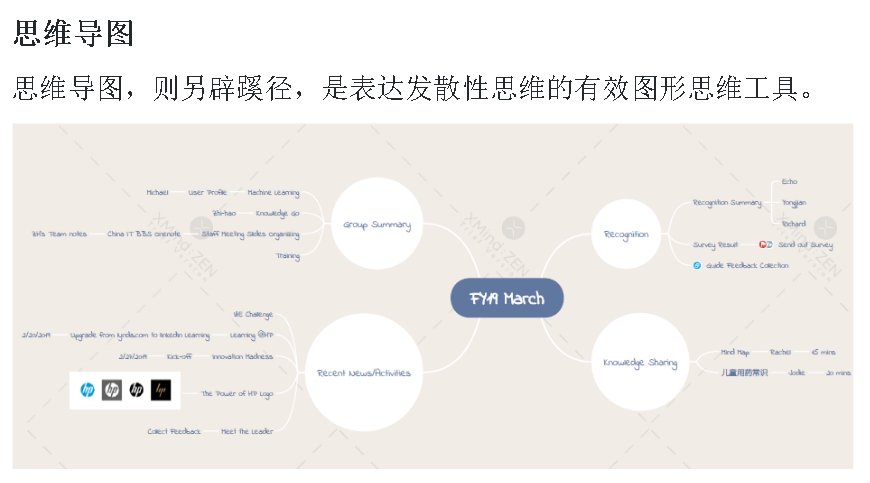 思维导图
思维导图，则另辟蹊径，是表达发散性思维的有效图形思维工具。
FY19 March
Group Summary
Michael User Profile Machine Learning
Zhi-hao Knowledge Go
Team notes China IT BBS onenote Staff Meeting Slides organizing
Training
Recent News/Activities
Challenge
2/20/2019 Upgrade from lynda.com to linkedin Learning Learning @HP
2/27/2019 Kick-off Innovation Madness
The Power of HP Logo
Collect Feedback Meet the Leader
Recognition
Recognition Summary
Echo
Yongjian
Richard
Survey Result Send out Survey
Guide Feedback Collection
Knowledge Sharing
Mind Map Rachel 15 mins
儿童用药常识 Jodie 20 mins
XMind ZEN
XMind ZEN
XMind ZEN